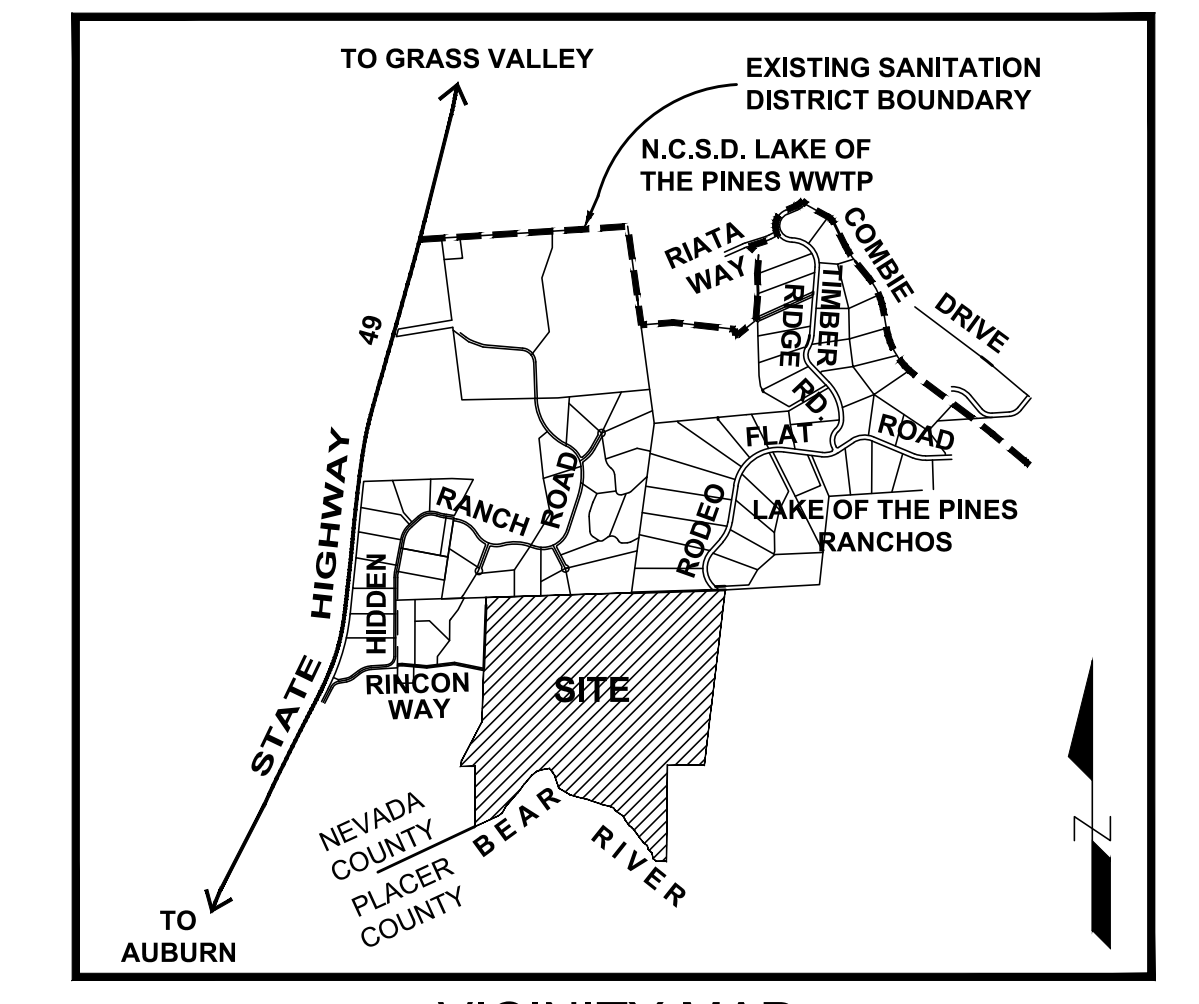 TO GRASS VALLEY
EXISTING SANITATION
DISTRICT BOUNDARY
N.C.S.D. LAKE OF
THE PINES WWTP
RIATA
WAY
COMBIE
DRIVE
TIMBER
RIDGE
RD.
49
FLAT
ROAD
RANCH
ROAD
RODEO
LAKE OF THE PINES
RANCHOS
STATE HIGHWAY
HIDDEN
RINCON
WAY
SITE
NEVADA
COUNTY
PLACER
COUNTY
BEAR
RIVER
Z
TO
AUBURN
VICINITY MAP